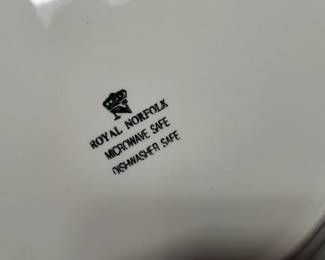 N
ROYAL NORFOLK
MICROWAVE SAFE
DISHWASHER SAFE